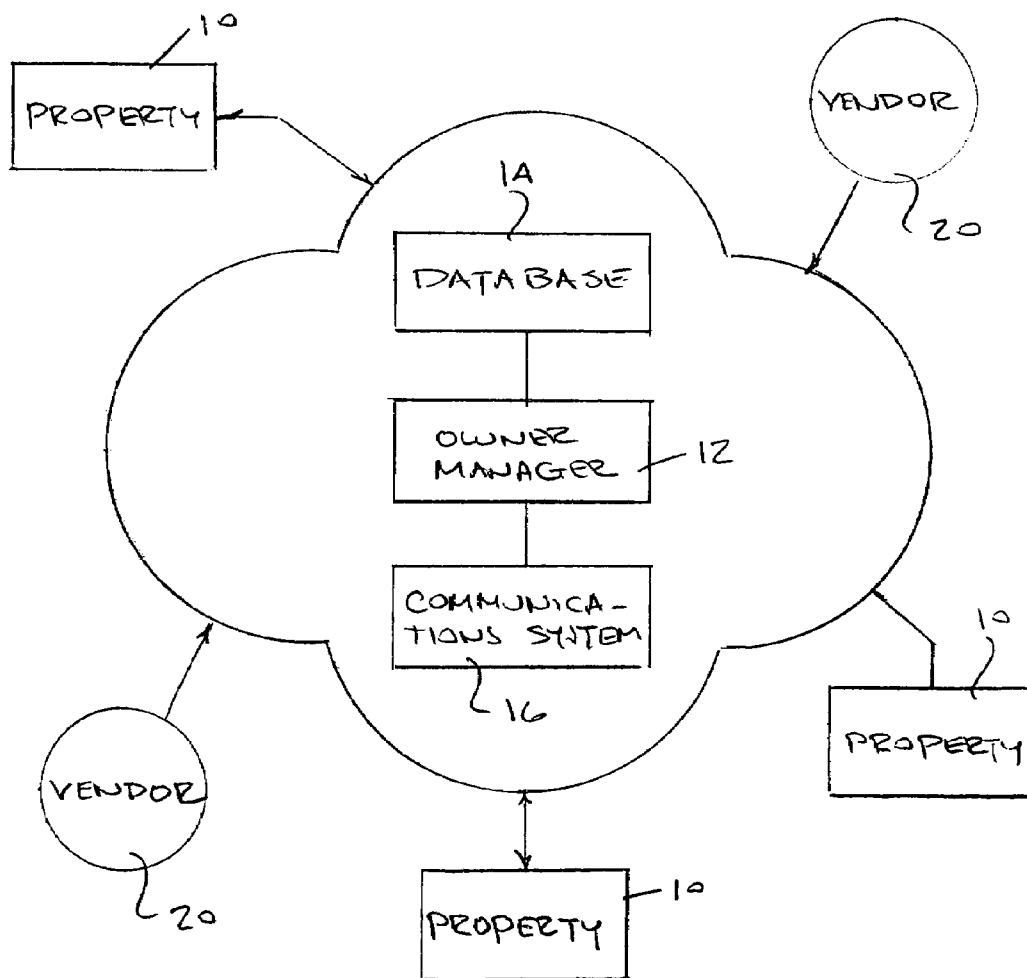 10
PROPERTY
VENDOR
20
1A
DATABASE
OWNER
MANAGER
12
COMMUNICA-
TIONS SYSTEM
16
10
PROPERTY
VENDOR
20
10
PROPERTY